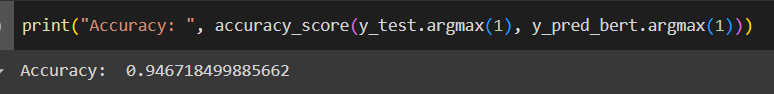 print("Accuracy: ", accuracy_score(y_test.argmax(1), y_pred_bert.argmax(1)))
Accuracy:  0.946718499885662